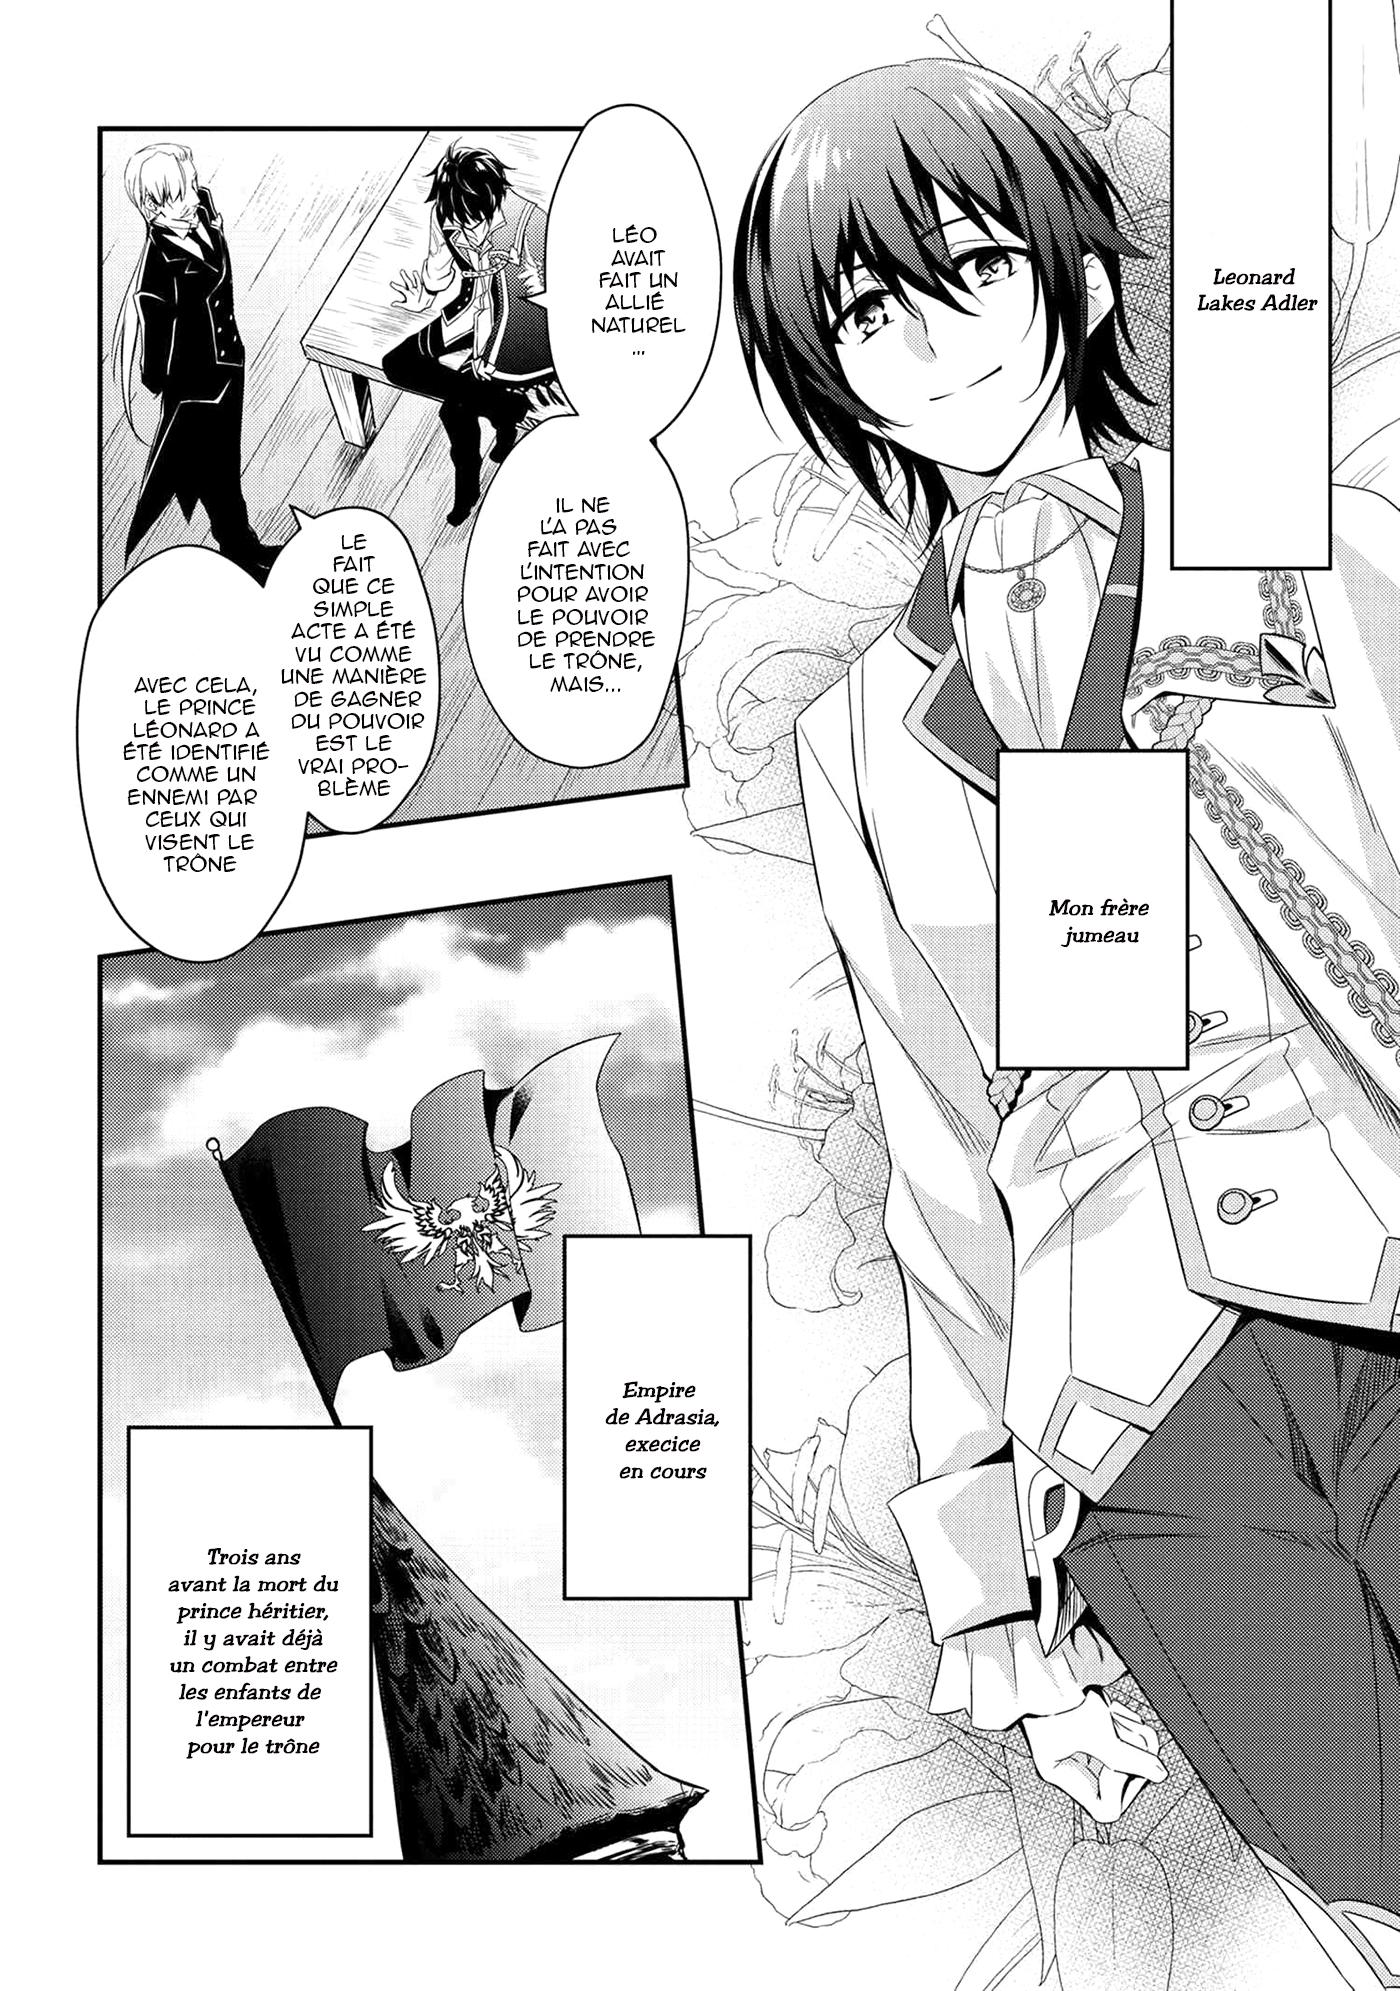 Leonard
Lakes Adler
Mon frère
jumeau
LÉO
AVAIT
FAIT UN
ALLIÉ
NATUREL
...
IL NE
L'A PAS
FAIT AVEC
L'INTENTION
POUR AVOIR
LE POUVOIR
DE PRENDRE
LE TRÔNE,
MAIS...
LE
FAIT
QUE CE
SIMPLE
ACTE A ÉTÉ
VU COMME
UNE MANIÈRE
DE GAGNER
DU POUVOIR
EST LE
VRAI PRO-
BLÈME
AVEC CELA,
LE PRINCE
LÉONARD A
ÉTÉ IDENTIFIÉ
COMME UN
ENNEMI PAR
CEUX QUI
VISENT LE
TRÔNE
Empire
de Adrasia,
execice
en cours
Trois ans
avant la mort du
prince héritier,
il y avait déjà
un combat entre
les enfants de
l'empereur
pour le trône